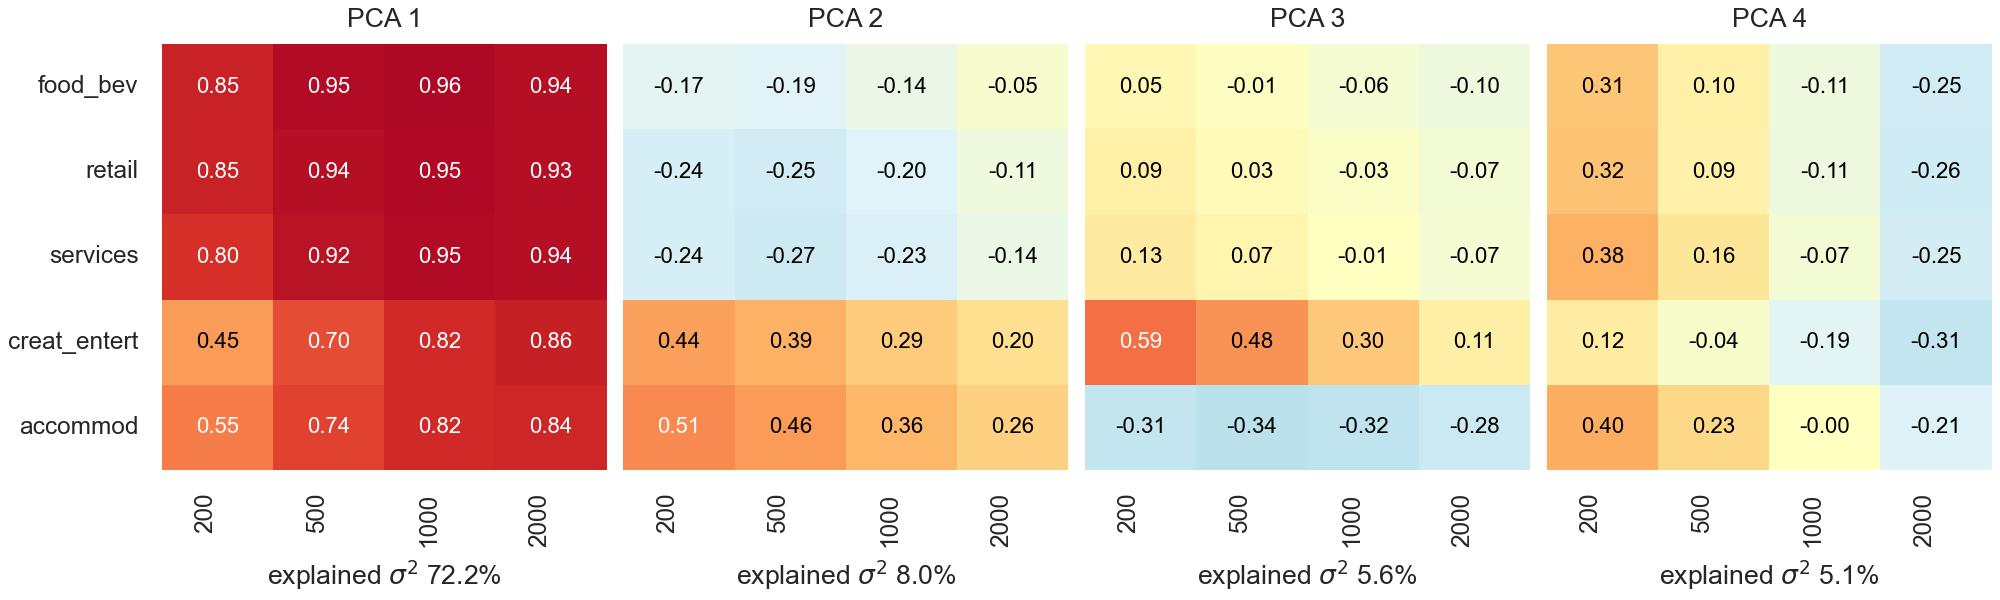 PCA 1 PCA 2 PCA 3 PCA 4
food_bev 0.85 0.95 0.96 0.94 -0.17 -0.19 -0.14 -0.05 0.05 -0.01 -0.06 -0.10 0.31 0.10 -0.11 -0.25
retail 0.85 0.94 0.95 0.93 -0.24 -0.25 -0.20 -0.11 0.09 0.03 -0.03 -0.07 0.32 0.09 -0.11 -0.26
services 0.80 0.92 0.95 0.94 -0.24 -0.27 -0.23 -0.14 0.13 0.07 -0.01 -0.07 0.38 0.16 -0.07 -0.25
creat_entert 0.45 0.70 0.82 0.86 0.44 0.39 0.29 0.20 0.59 0.48 0.30 0.11 0.12 -0.04 -0.19 -0.31
accommod 0.55 0.74 0.82 0.84 0.51 0.46 0.36 0.26 -0.31 -0.34 -0.32 -0.28 0.40 0.23 -0.00 -0.21
200 500 1000 2000 200 500 1000 2000 200 500 1000 2000 200 500 1000 2000
explained σ² 72.2% explained σ² 8.0% explained σ² 5.6% explained σ² 5.1%